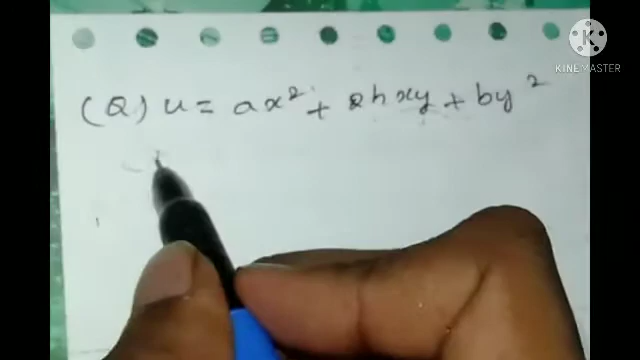 KINEMASTER
(Q) u = ax² + 2hxy + by²